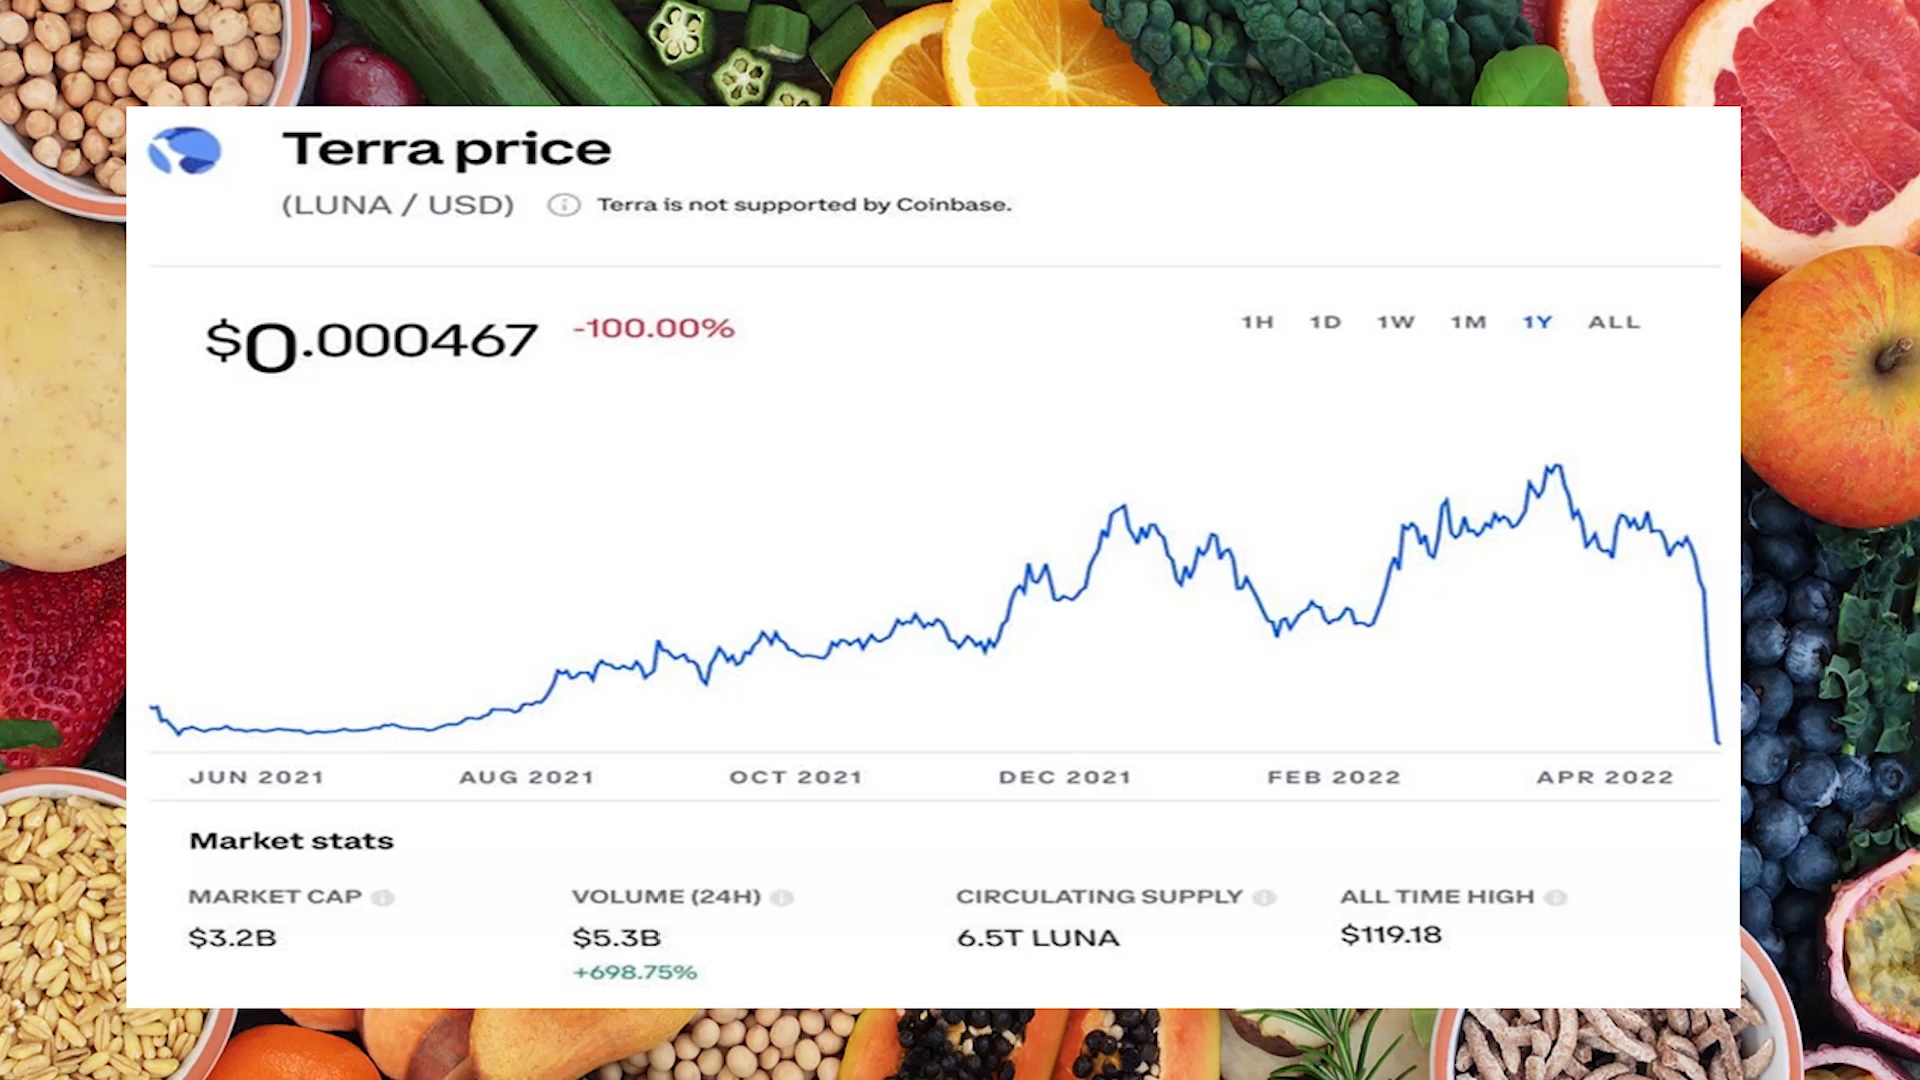 Terra price
(LUNA / USD) Terra is not supported by Coinbase.
$0.000467 -100.00%
1H 1D 1W 1M 1Y ALL
JUN 2021 AUG 2021 OCT 2021 DEC 2021 FEB 2022 APR 2022
Market stats
MARKET CAP VOLUME (24H) CIRCULATING SUPPLY ALL TIME HIGH
$3.2B $5.3B 6.5T LUNA $119.18
+698.75%